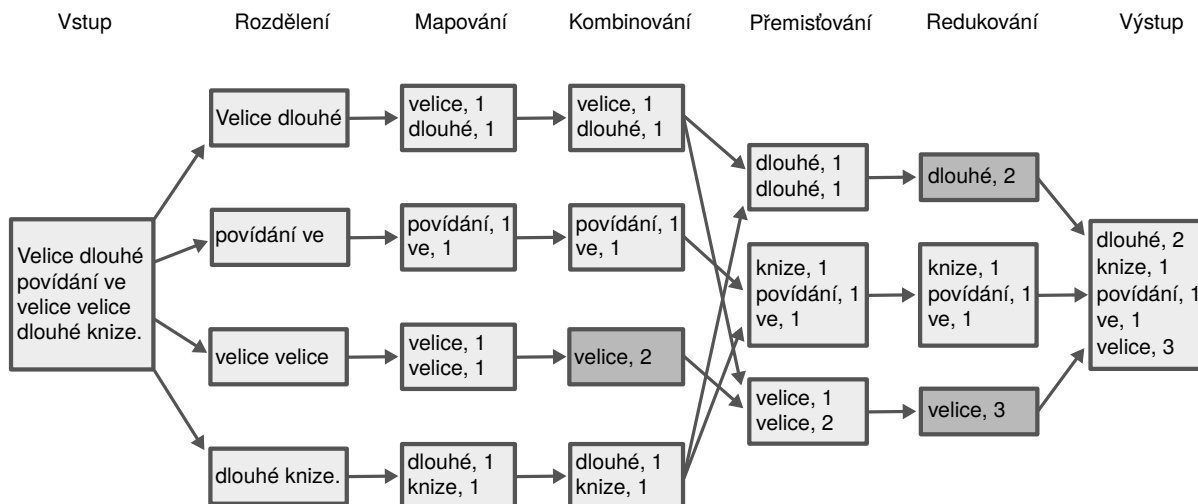 Vstup
Rozdělení
Mapování
Kombinování
Přemisťování
Redukování
Výstup
Velice dlouhé
povídání ve
velice velice
dlouhé knize.
Velice dlouhé
povídání ve
velice velice
dlouhé knize.
velice, 1
dlouhé, 1
povídání, 1
ve, 1
velice, 1
velice, 1
dlouhé, 1
knize, 1
velice, 1
dlouhé, 1
povídání, 1
ve, 1
velice, 2
dlouhé, 1
knize, 1
dlouhé, 1
dlouhé, 1
knize, 1
povídání, 1
ve, 1
velice, 1
velice, 2
dlouhé, 2
knize, 1
povídání, 1
ve, 1
velice, 3
dlouhé, 2
knize, 1
povídání, 1
ve, 1
velice, 3